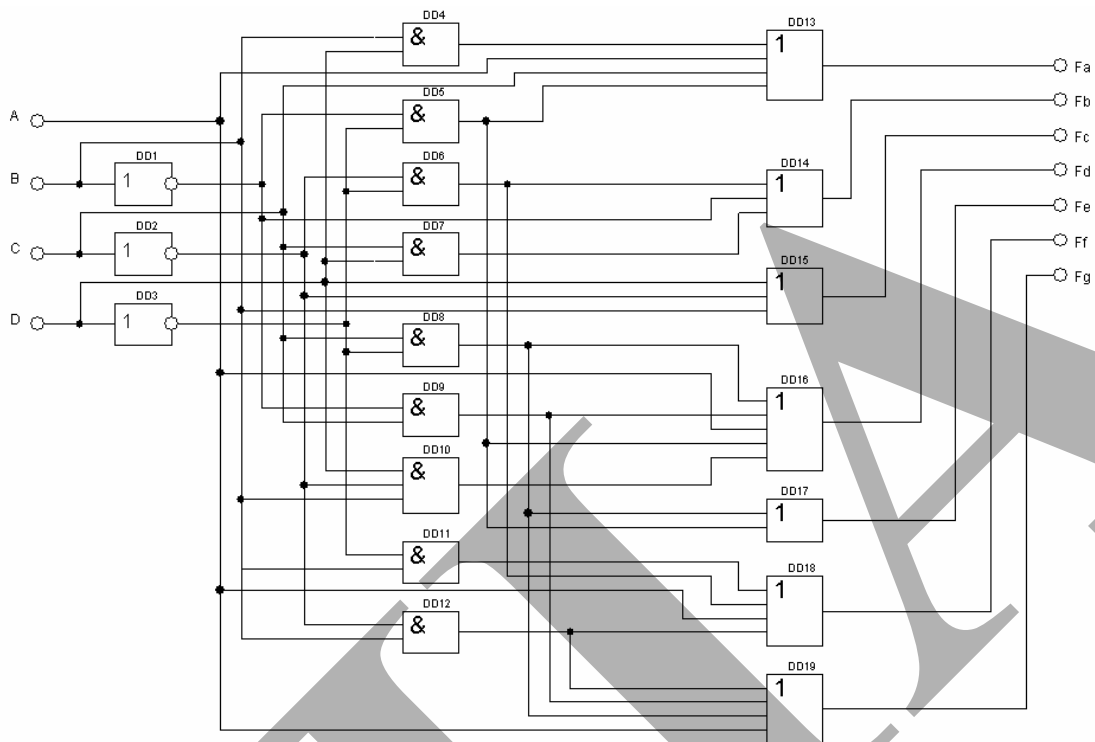 DD4
&
DD13
1
Fa
DD5
&
Fb
A
Fc
DD1
B
1
DD6
&
DD14
1
Fd
Fe
DD2
C
1
DD7
&
Ff
DD15
1
Fg
DD3
D
1
DD8
&
DD9
&
DD16
1
DD10
&
DD17
1
DD11
&
DD18
1
DD12
&
DD19
1